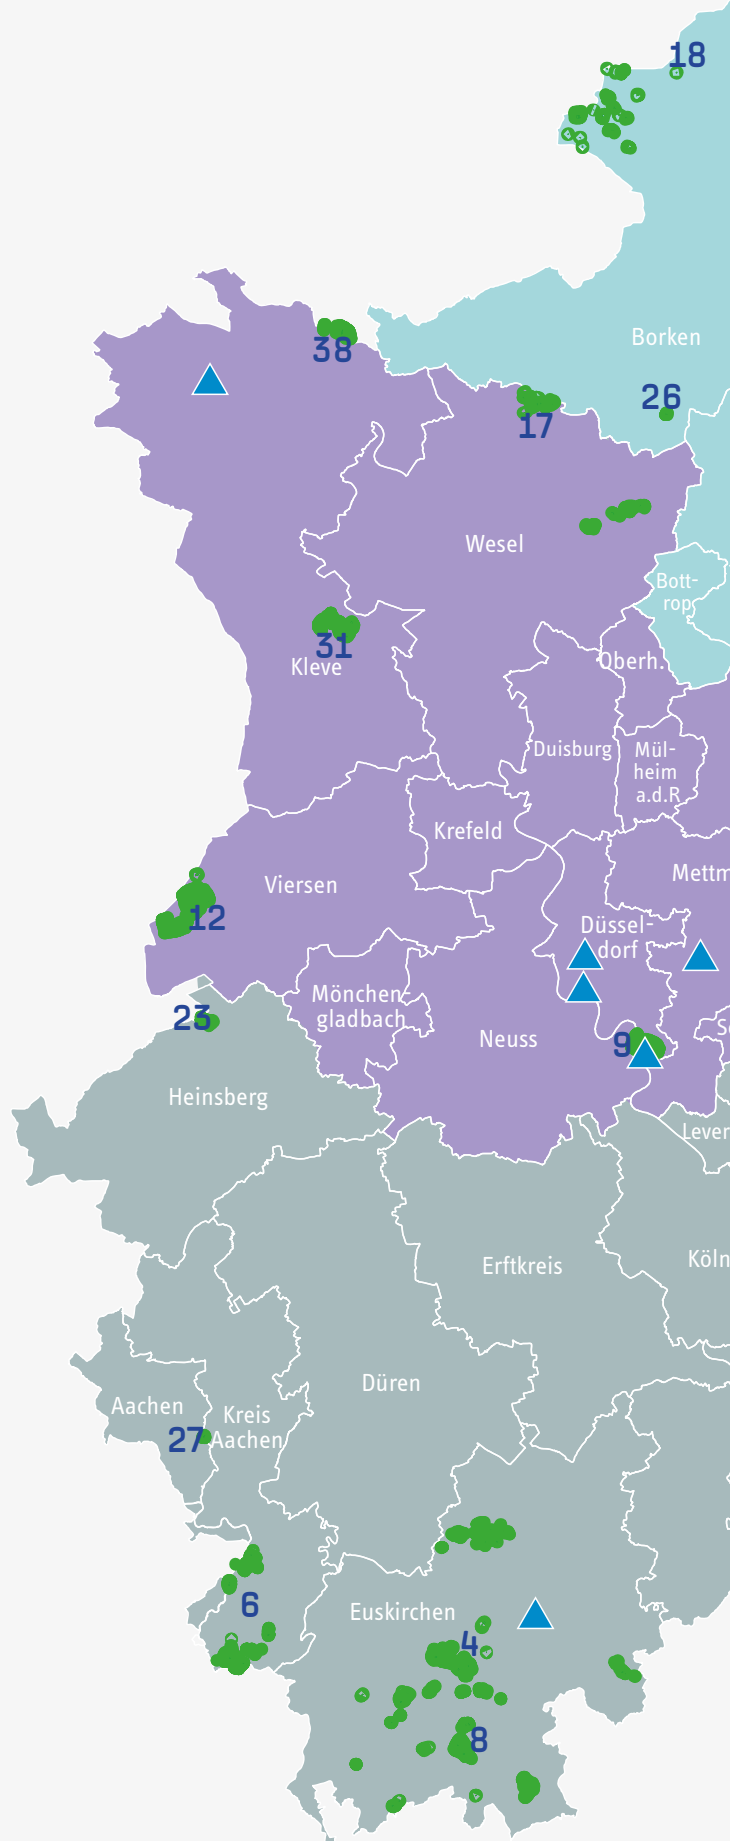 18
Borken
38
26
17
Wesel
Bott-
rop
31
Kleve
Oberh.
Duisburg
Mül-
heim
a.d.R
Krefeld
Mettm
Viersen
12
Düssel-
dorf
Mönchen-
gladbach
23
Neuss
9
S
Heinsberg
Lever
Erftkreis
Köln
Düren
Aachen
Kreis
Aachen
27
6
Euskirchen
4
8